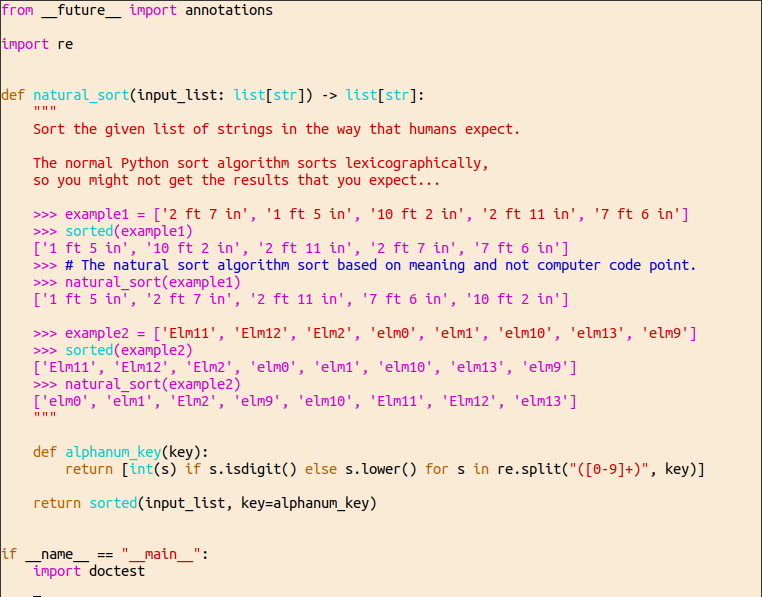 from __future__ import annotations
import re
def natural_sort(input_list: list[str]) -> list[str]:
"""
Sort the given list of strings in the way that humans expect.
The normal Python sort algorithm sorts lexicographically,
so you might not get the results that you expect...
>>> example1 = ['2 ft 7 in', '1 ft 5 in', '10 ft 2 in', '2 ft 11 in', '7 ft 6 in']
>>> sorted(example1)
['1 ft 5 in', '10 ft 2 in', '2 ft 11 in', '2 ft 7 in', '7 ft 6 in']
>>> # The natural sort algorithm sort based on meaning and not computer code point.
>>> natural_sort(example1)
['1 ft 5 in', '2 ft 7 in', '2 ft 11 in', '7 ft 6 in', '10 ft 2 in']
>>> example2 = ['Elm11', 'Elm12', 'Elm2', 'elm0', 'elm1', 'elm10', 'elm13', 'elm9']
>>> sorted(example2)
['Elm11', 'Elm12', 'Elm2', 'elm0', 'elm1', 'elm10', 'elm13', 'elm9']
>>> natural_sort(example2)
['elm0', 'elm1', 'Elm2', 'elm9', 'elm10', 'Elm11', 'Elm12', 'elm13']
"""
def alphanum_key(key):
return [int(s) if s.isdigit() else s.lower() for s in re.split("([0-9]+)", key)]
return sorted(input_list, key=alphanum_key)
if __name__ == "__main__":
import doctest